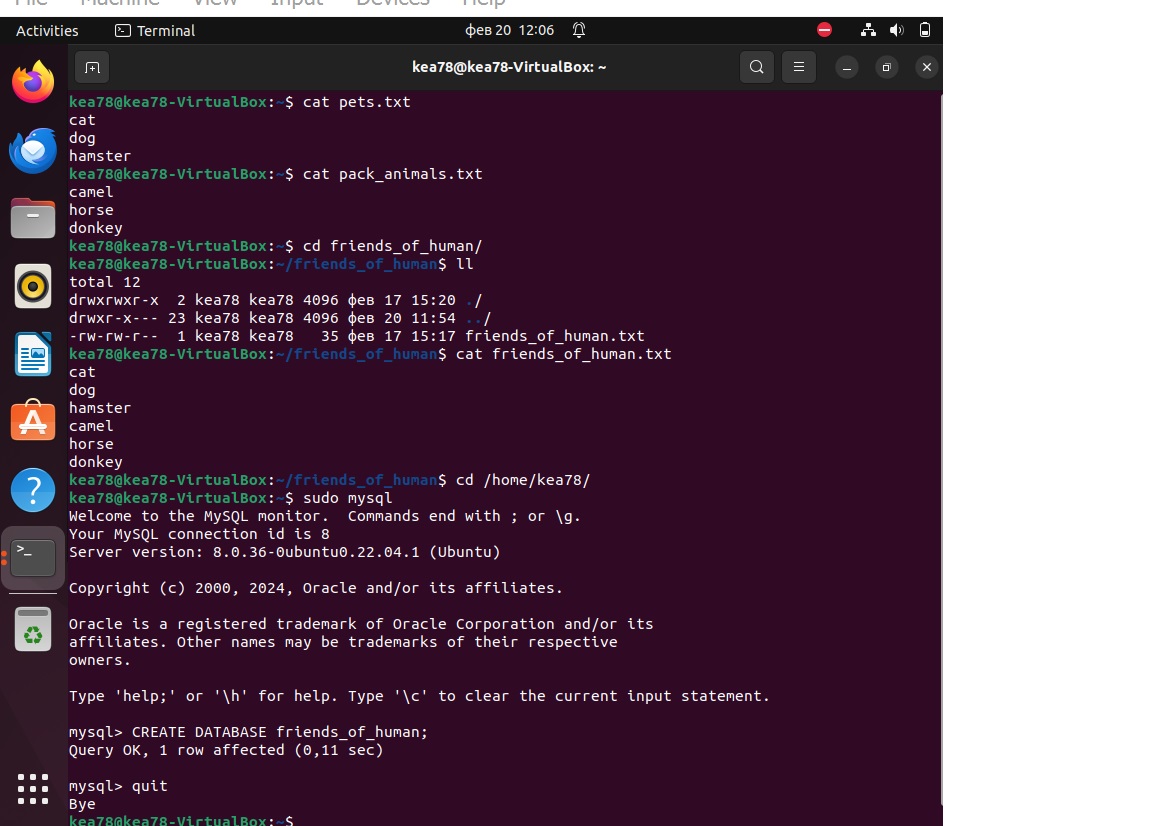 File Machine View Input Devices Help
Activities Terminal фев 20 12:06
kea78@kea78-VirtualBox: ~
kea78@kea78-VirtualBox:~$ cat pets.txt
cat
dog
hamster
kea78@kea78-VirtualBox:~$ cat pack_animals.txt
camel
horse
donkey
kea78@kea78-VirtualBox:~$ cd friends_of_human/
kea78@kea78-VirtualBox:~/friends_of_human$ ll
total 12
drwxrwxr-x  2 kea78 kea78 4096 фев 17 15:20 ./
drwxr-x--- 23 kea78 kea78 4096 фев 20 11:54 ../
-rw-rw-r--  1 kea78 kea78   35 фев 17 15:17 friends_of_human.txt
kea78@kea78-VirtualBox:~/friends_of_human$ cat friends_of_human.txt
cat
dog
hamster
camel
horse
donkey
kea78@kea78-VirtualBox:~/friends_of_human$ cd /home/kea78/
kea78@kea78-VirtualBox:~$ sudo mysql
Welcome to the MySQL monitor.  Commands end with ; or \g.
Your MySQL connection id is 8
Server version: 8.0.36-0ubuntu0.22.04.1 (Ubuntu)
Copyright (c) 2000, 2024, Oracle and/or its affiliates.
Oracle is a registered trademark of Oracle Corporation and/or its
affiliates. Other names may be trademarks of their respective
owners.
Type 'help;' or '\h' for help. Type '\c' to clear the current input statement.
mysql> CREATE DATABASE friends_of_human;
Query OK, 1 row affected (0,11 sec)
mysql> quit
Bye
kea78@kea78-VirtualBox:~$